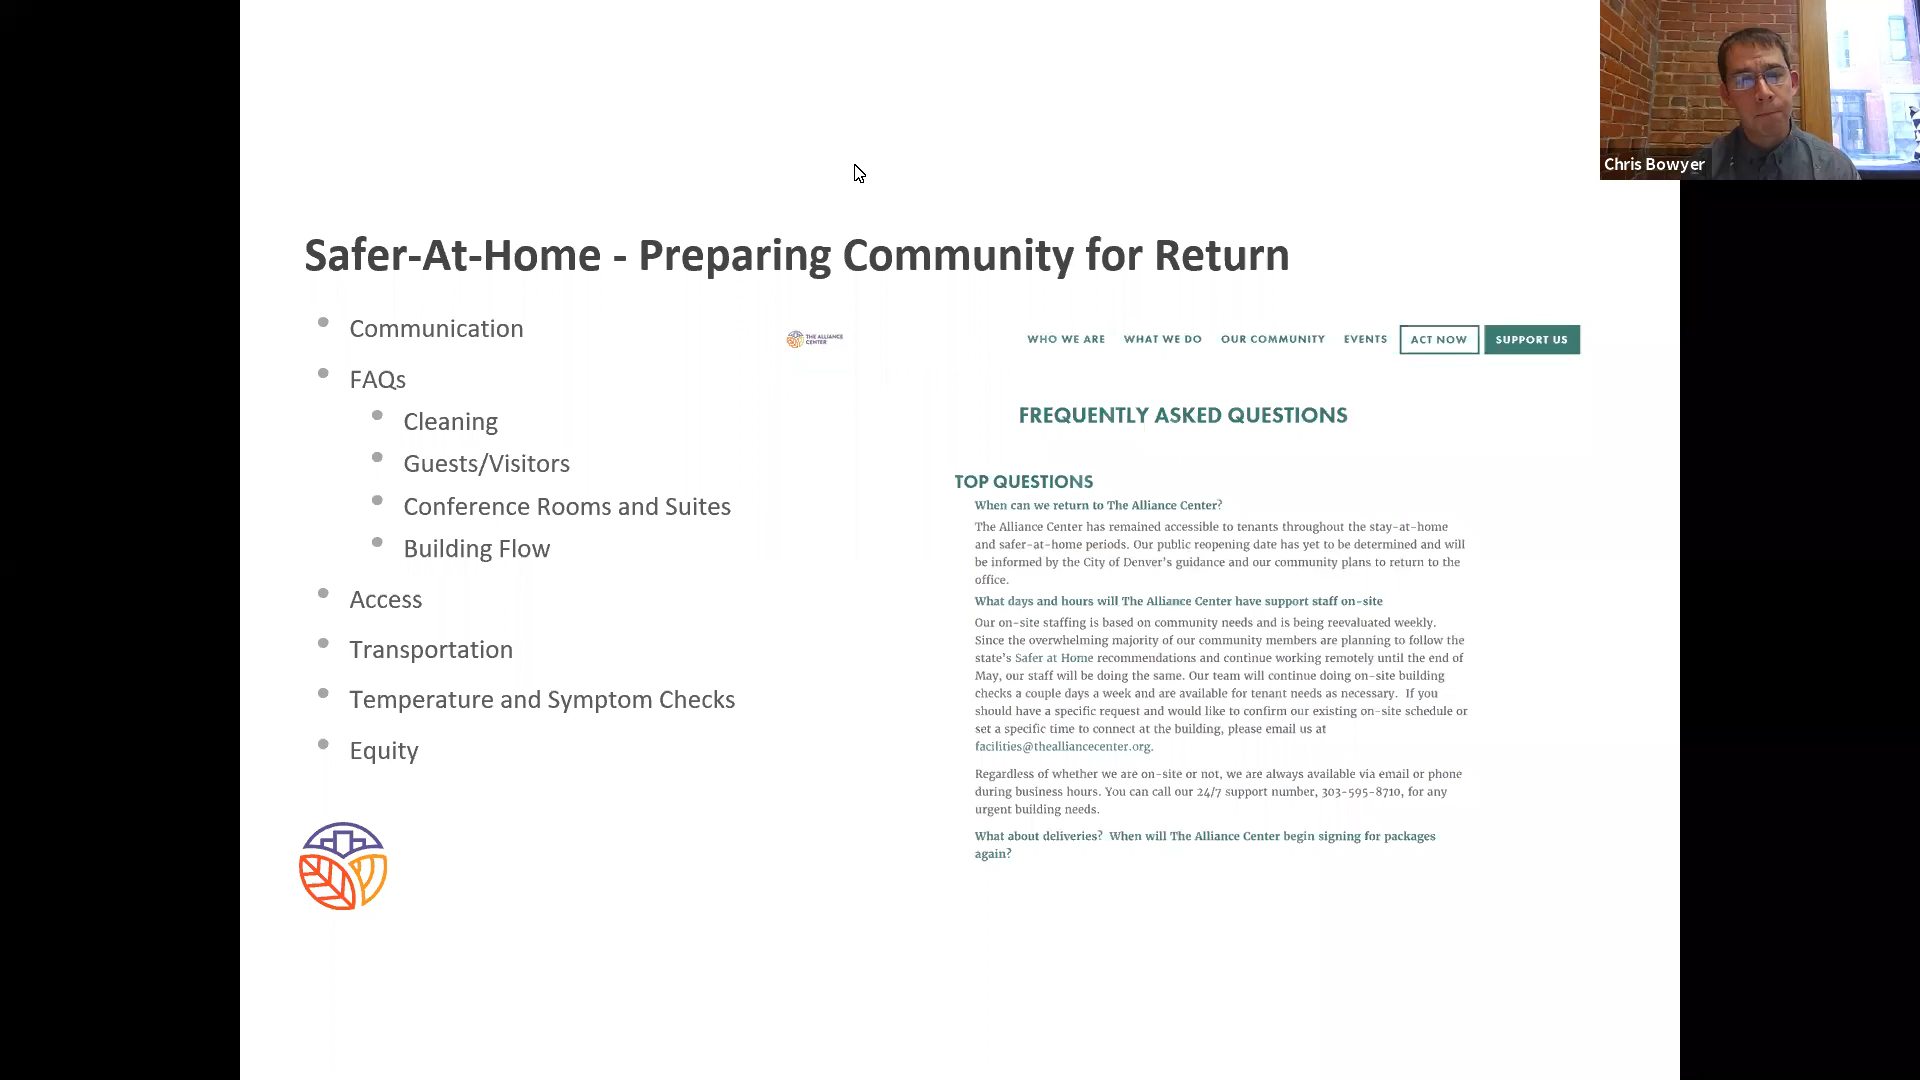 Chris Bowyer
Safer-At-Home - Preparing Community for Return
Communication
FAQs
Cleaning
Guests/Visitors
Conference Rooms and Suites
Building Flow
Access
Transportation
Temperature and Symptom Checks
Equity
THE ALLIANCE
CENTER
WHO WE ARE WHAT WE DO OUR COMMUNITY EVENTS ACT NOW SUPPORT US
FREQUENTLY ASKED QUESTIONS
TOP QUESTIONS
When can we return to The Alliance Center?
The Alliance Center has remained accessible to tenants throughout the stay-at-home
and safer-at-home periods. Our public reopening date has yet to be determined and will
be informed by the City of Denver's guidance and our community plans to return to the
office.
What days and hours will The Alliance Center have support staff on-site
Our on-site staffing is based on community needs and is being reevaluated weekly.
Since the overwhelming majority of our community members are planning to follow the
state's Safer at Home recommendations and continue working remotely until the end of
May, our staff will be doing the same. Our team will continue doing on-site building
checks a couple days a week and are available for tenant needs as necessary. If you
should have a specific request and would like to confirm our existing on-site schedule or
set a specific time to connect at the building, please email us at
facilities@thealliancecenter.org.
Regardless of whether we are on-site or not, we are always available via email or phone
during business hours. You can call our 24/7 support number, 303-595-8710, for any
urgent building needs.
What about deliveries? When will The Alliance Center begin signing for packages
again?